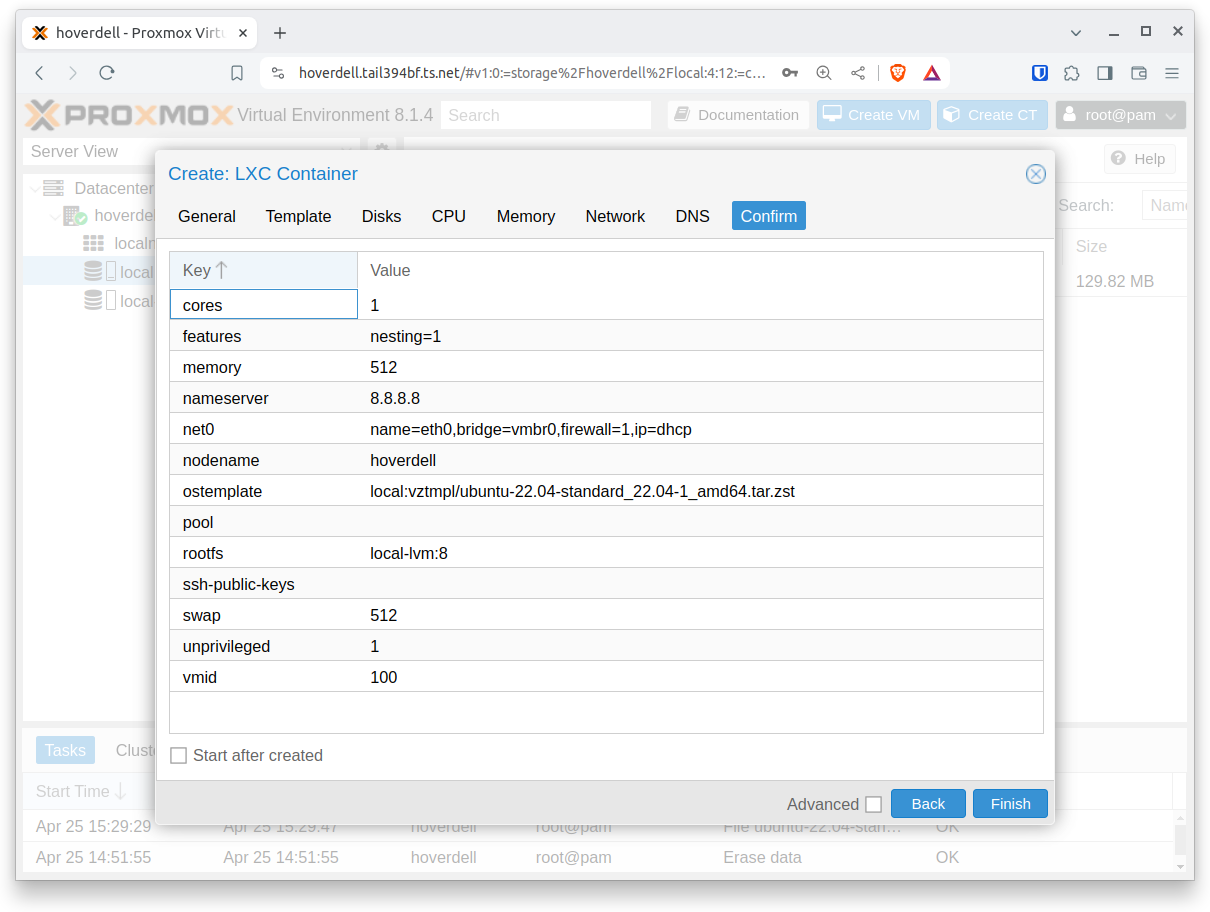 hoverdell - Proxmox Virtu
hoverdell.tail394bf.ts.net/#v1:0:=storage%2Fhoverdell%2Flocal:4:12:=c...
PROXMOX Virtual Environment 8.1.4 Search Documentation Create VM Create CT root@pam
Server View Help
Create: LXC Container
Datacenter
General Template Disks CPU Memory Network DNS Confirm
hoverdel
Search: Name
localn
Size
Key Value
local
129.82 MB
local
cores 1
features nesting=1
memory 512
nameserver 8.8.8.8
net0 name=eth0,bridge=vmbr0,firewall=1,ip=dhcp
nodename hoverdell
ostemplate local:vztmpl/ubuntu-22.04-standard_22.04-1_amd64.tar.zst
pool
rootfs local-lvm:8
ssh-public-keys
swap 512
unprivileged 1
vmid 100
Start after created
Advanced Back Finish
Tasks Cluste
Start Time
Apr 25 15:29:29 Apr 25 15:29:47 hoverdell root@pam File ubuntu-22.04-stan... OK
Apr 25 14:51:55 Apr 25 14:51:55 hoverdell root@pam Erase data OK